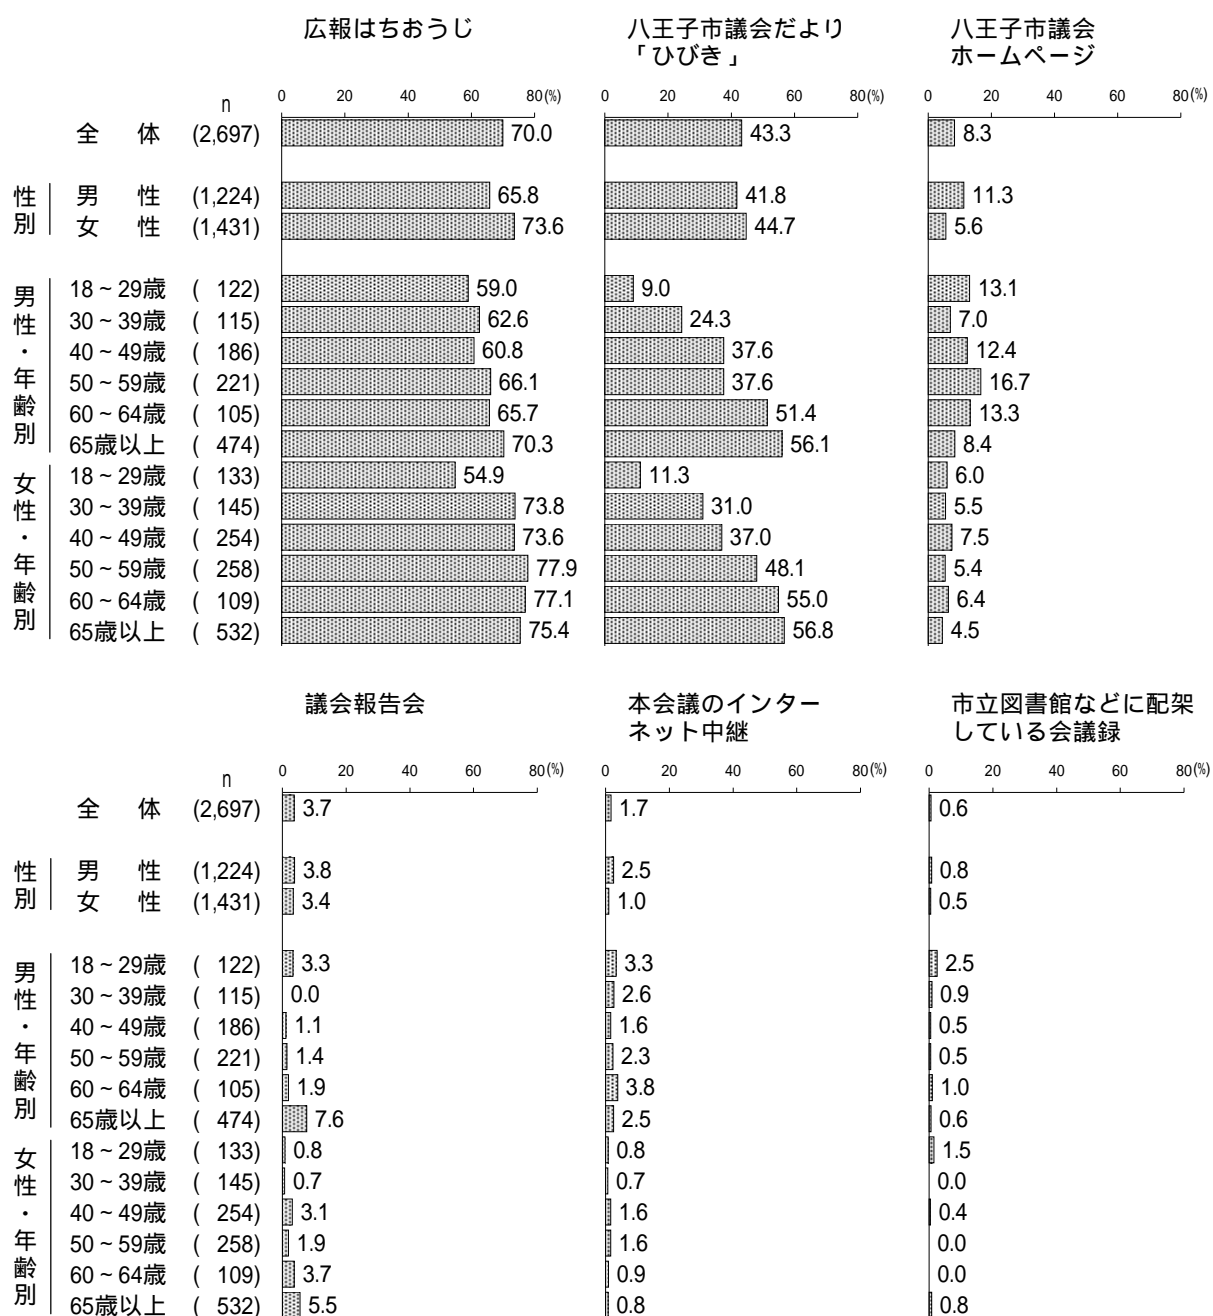 広報はちおうじ 八王子市議会だより 八王子市議会
「ひびき」 ホームページ
n 0 20 40 60 80(%) 0 20 40 60 80(%) 0 20 40 60 80(%)
全体 (2,697) 70.0 43.3 8.3
性別
男性 (1,224) 65.8 41.8 11.3
女性 (1,431) 73.6 44.7 5.6
男性・年齢別
18~29歳 ( 122) 59.0 9.0 13.1
30~39歳 ( 115) 62.6 24.3 7.0
40~49歳 ( 186) 60.8 37.6 12.4
50~59歳 ( 221) 66.1 37.6 16.7
60~64歳 ( 105) 65.7 51.4 13.3
65歳以上 ( 474) 70.3 56.1 8.4
女性・年齢別
18~29歳 ( 133) 54.9 11.3 6.0
30~39歳 ( 145) 73.8 31.0 5.5
40~49歳 ( 254) 73.6 37.0 7.5
50~59歳 ( 258) 77.9 48.1 5.4
60~64歳 ( 109) 77.1 55.0 6.4
65歳以上 ( 532) 75.4 56.8 4.5
議会報告会 本会議のインター 市立図書館などに配架
ネット中継 している会議録
n 0 20 40 60 80(%) 0 20 40 60 80(%) 0 20 40 60 80(%)
全体 (2,697) 3.7 1.7 0.6
性別
男性 (1,224) 3.8 2.5 0.8
女性 (1,431) 3.4 1.0 0.5
男性・年齢別
18~29歳 ( 122) 3.3 3.3 2.5
30~39歳 ( 115) 0.0 2.6 0.9
40~49歳 ( 186) 1.1 1.6 0.5
50~59歳 ( 221) 1.4 2.3 0.5
60~64歳 ( 105) 1.9 3.8 1.0
65歳以上 ( 474) 7.6 2.5 0.6
女性・年齢別
18~29歳 ( 133) 0.8 0.8 1.5
30~39歳 ( 145) 0.7 0.7 0.0
40~49歳 ( 254) 3.1 1.6 0.4
50~59歳 ( 258) 1.9 1.6 0.0
60~64歳 ( 109) 3.7 0.9 0.0
65歳以上 ( 532) 5.5 0.8 0.8